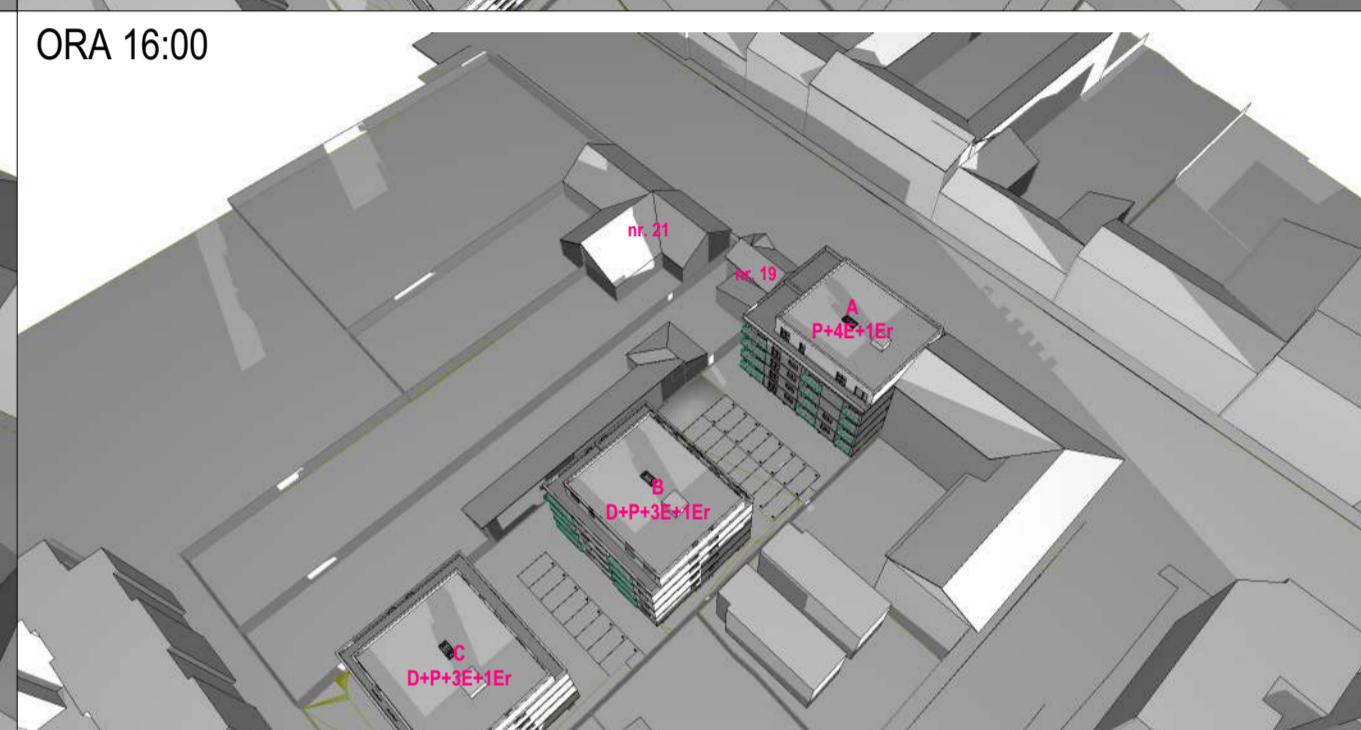 ORA 16:00
nr. 21
nr. 19
A
P+4E+1Er
B
D+P+3E+1Er
C
D+P+3E+1Er